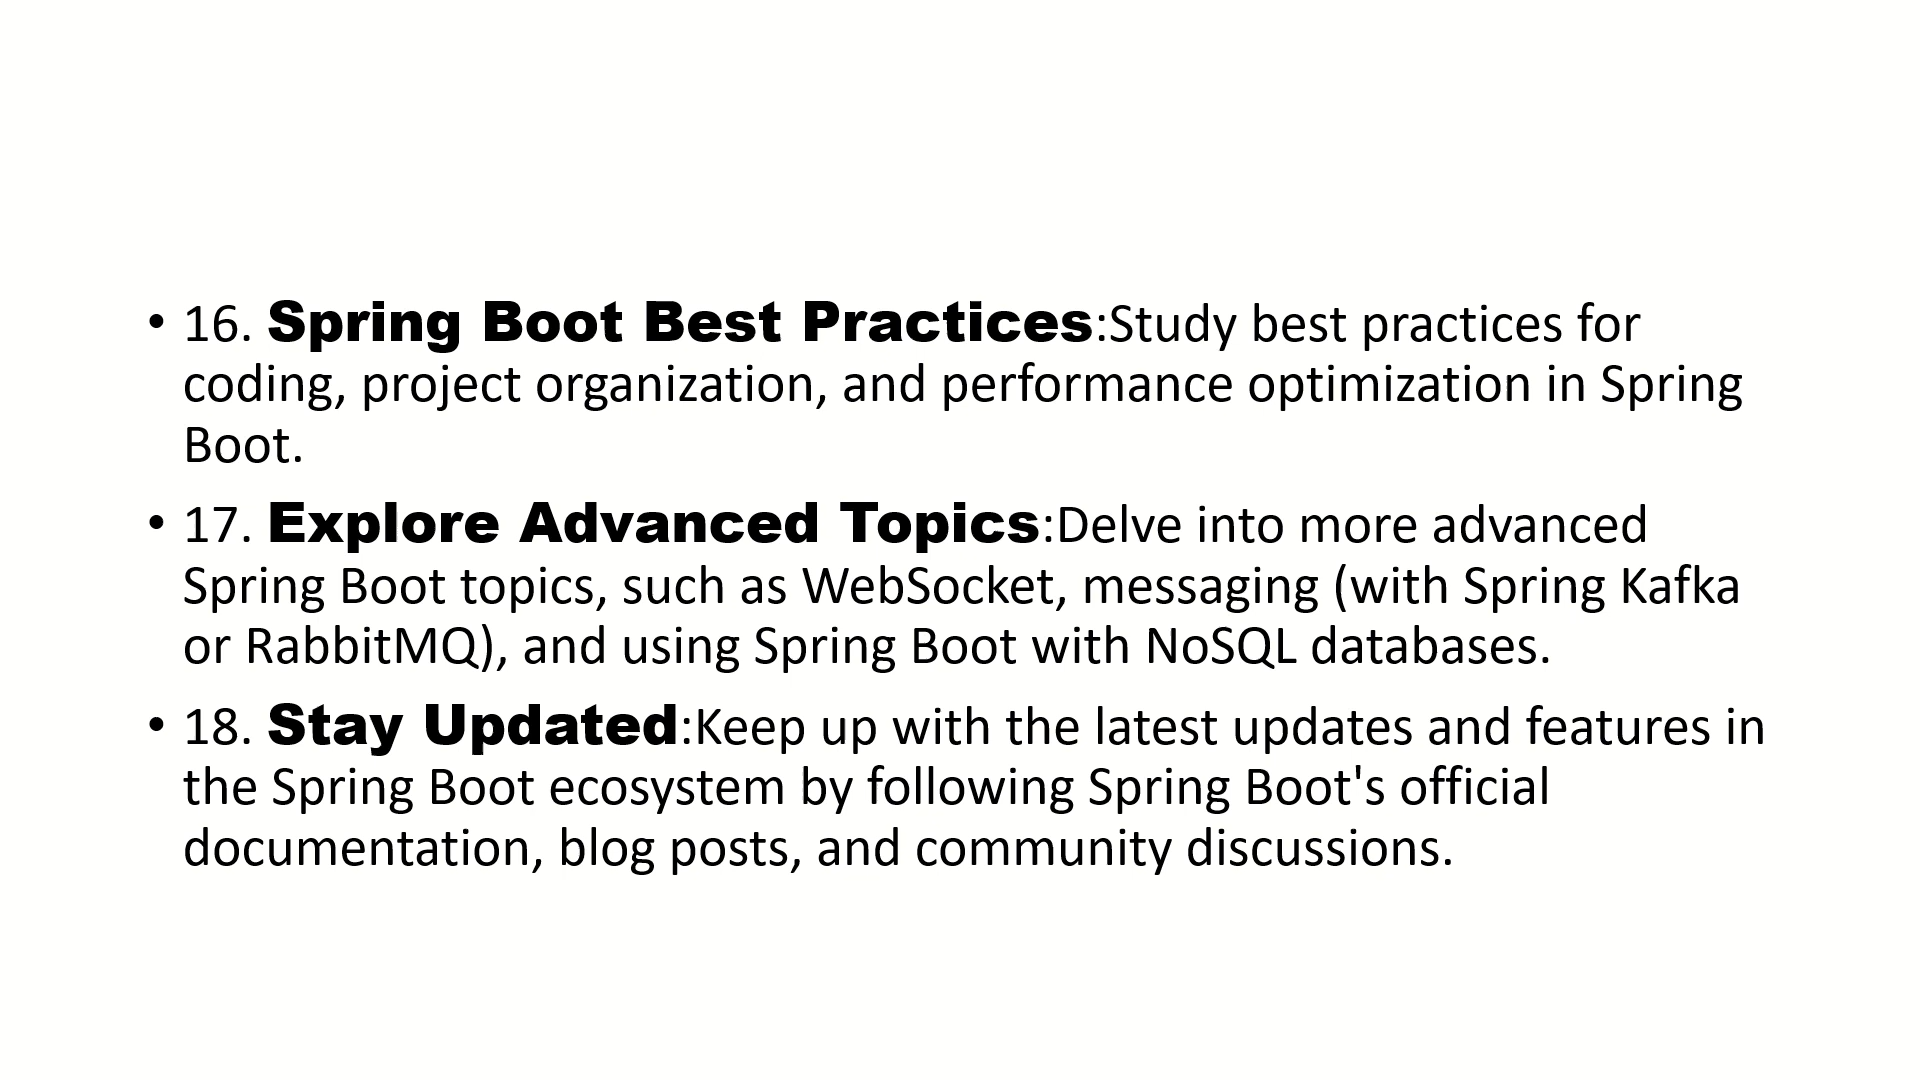 • 16. Spring Boot Best Practices:Study best practices for
coding, project organization, and performance optimization in Spring
Boot.
• 17. Explore Advanced Topics:Delve into more advanced
Spring Boot topics, such as WebSocket, messaging (with Spring Kafka
or RabbitMQ), and using Spring Boot with NoSQL databases.
• 18. Stay Updated:Keep up with the latest updates and features in
the Spring Boot ecosystem by following Spring Boot's official
documentation, blog posts, and community discussions.